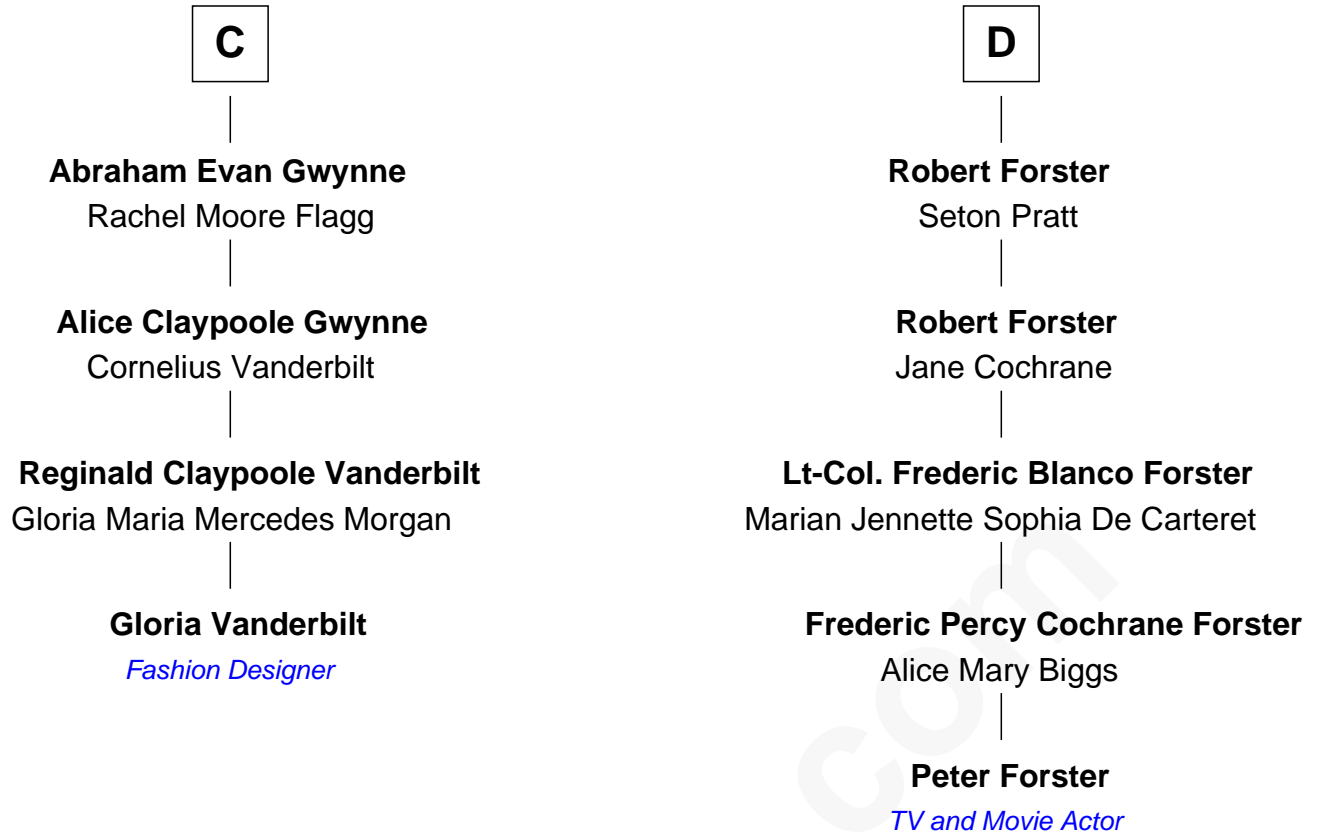 C
Abraham Evan Gwynne
Rachel Moore Flagg
Alice Claypoole Gwynne
Cornelius Vanderbilt
Reginald Claypoole Vanderbilt
Gloria Maria Mercedes Morgan
Gloria Vanderbilt
Fashion Designer
D
Robert Forster
Seton Pratt
Robert Forster
Jane Cochrane
Lt-Col. Frederic Blanco Forster
Marian Jennette Sophia De Carteret
Frederic Percy Cochrane Forster
Alice Mary Biggs
Peter Forster
TV and Movie Actor
com